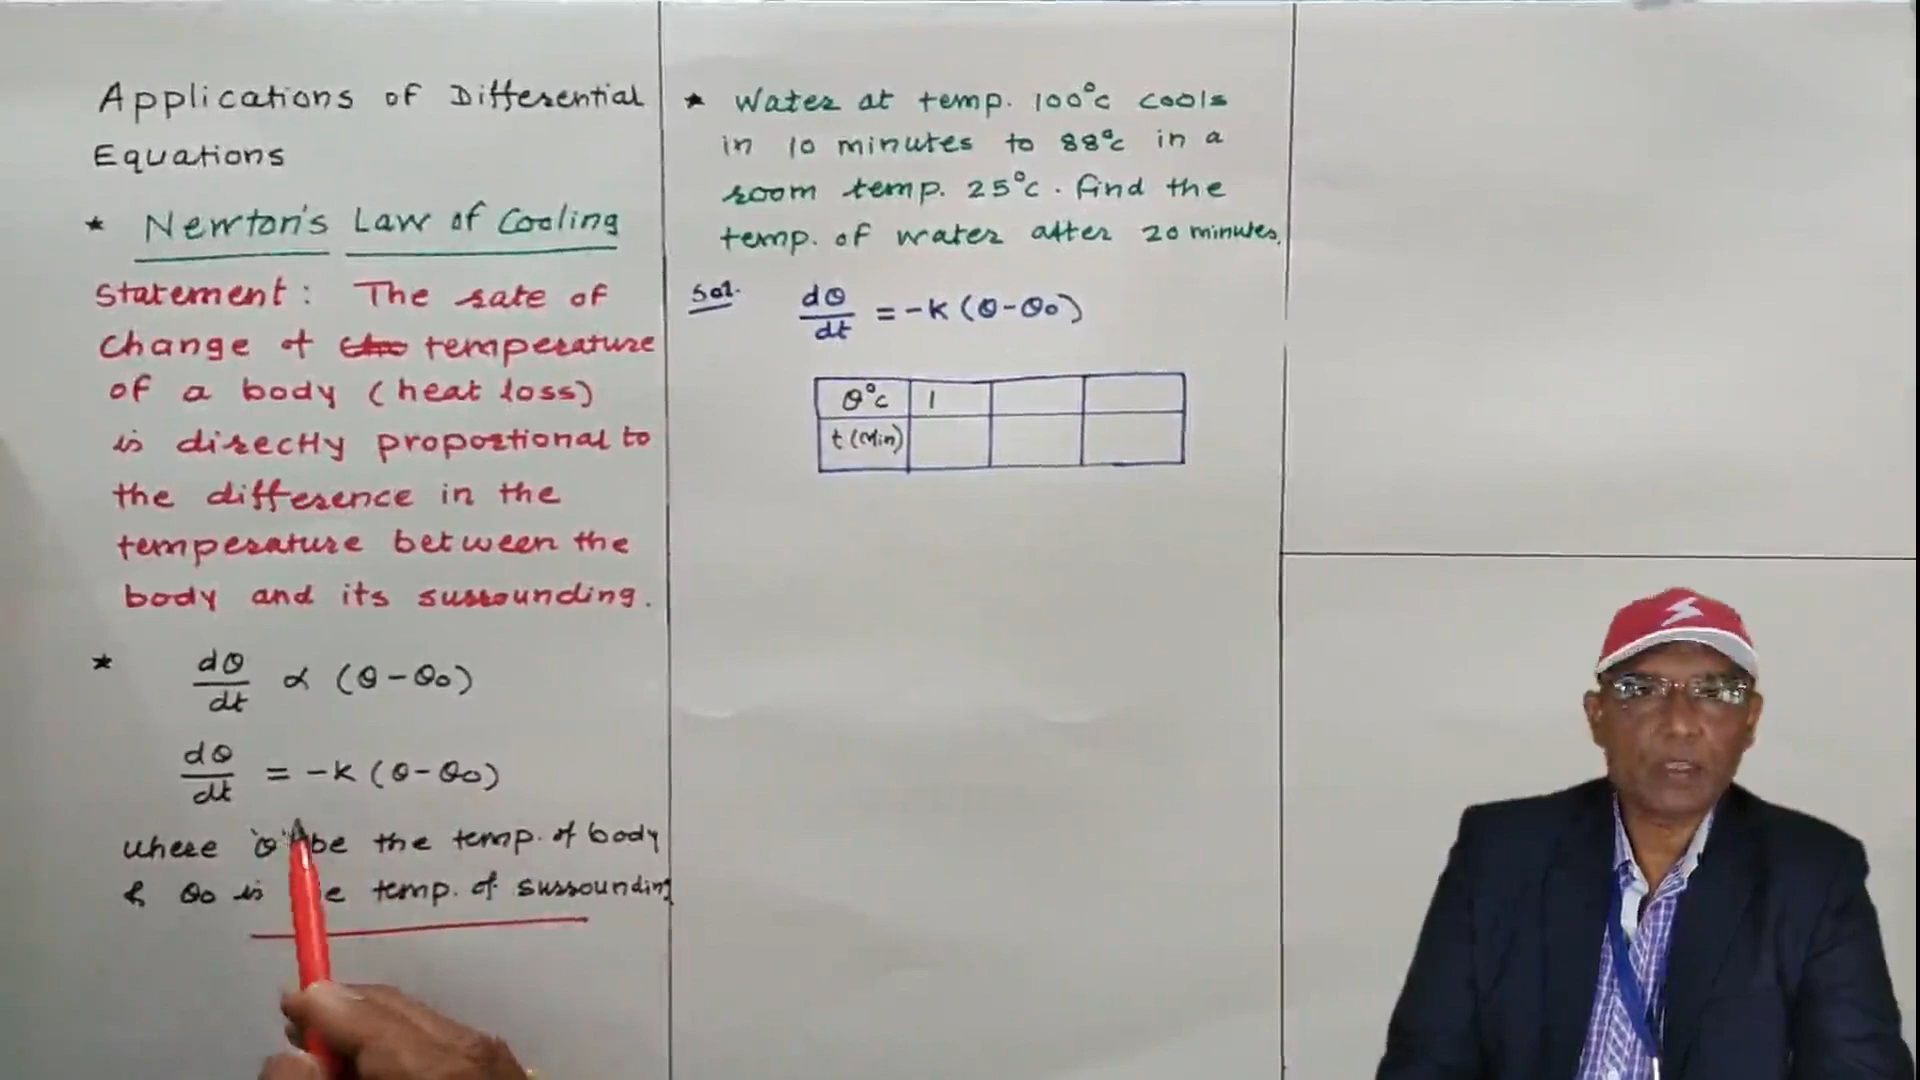 Applications of Differential
Equations
* Newton's Law of Cooling
Statement: The rate of
change of temperature
of a body (heat loss)
is directly proportional to
the difference in the
temperature between the
body and its surrounding.
* dθ/dt ∝ (θ-θ0)
dθ/dt = -k (θ-θ0)
where 'θ' be the temp. of body
& θ0 is temp. of surrounding
* Water at temp. 100°c cools
in 10 minutes to 88°c in a
room temp. 25°c. find the
temp. of water after 20 minutes.
Sol. dθ/dt = -k (θ-θ0)
θ°c 1
t (Min)